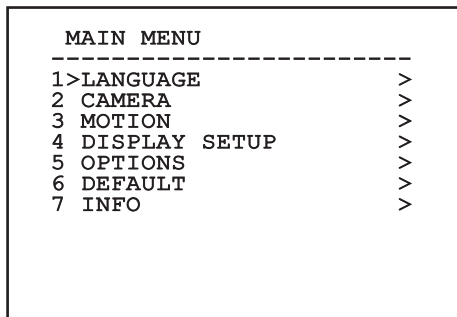 MAIN MENU
-------------------------
1>LANGUAGE >
2 CAMERA >
3 MOTION >
4 DISPLAY SETUP >
5 OPTIONS >
6 DEFAULT >
7 INFO >